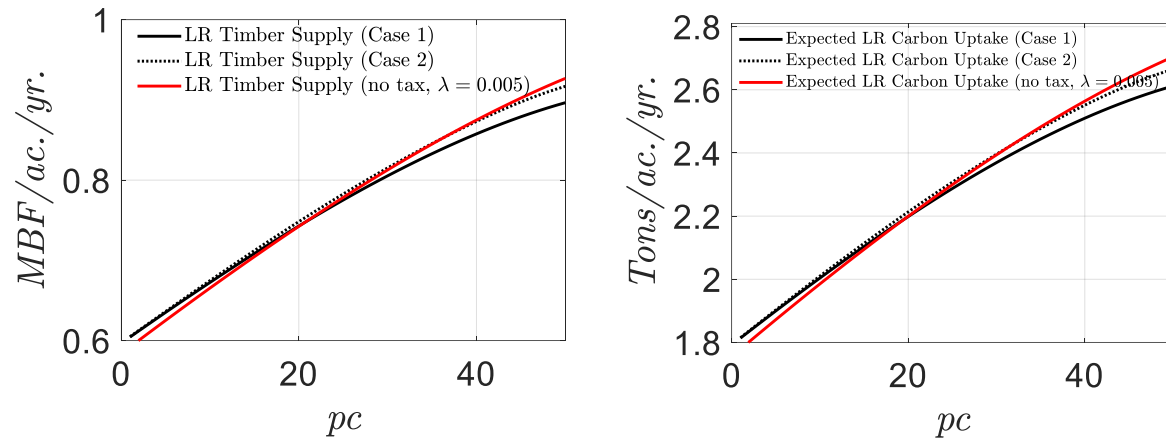 1
0.8
0.6
MBF/ac./yr.
LR Timber Supply (Case 1)
LR Timber Supply (Case 2)
LR Timber Supply (no tax, λ = 0.005)
0
20
40
pc
2.8
2.6
2.4
2.2
2
1.8
Tons/ac./yr.
Expected LR Carbon Uptake (Case 1)
Expected LR Carbon Uptake (Case 2)
Expected LR Carbon Uptake (no tax, λ = 0.005)
0
20
40
pc